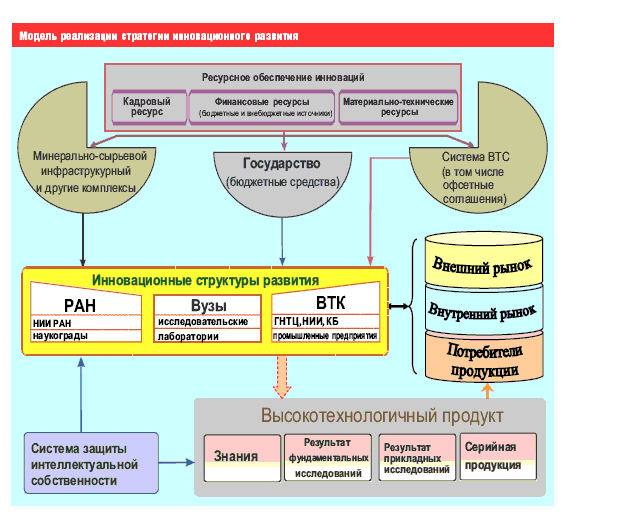 Модель реализации стратегии инновационного развития
Ресурсное обеспечение инноваций
Кадровый
ресурс
Финансовые ресурсы
(бюджетные и внебюджетные источники)
Материально-технические
ресурсы
Минерально-сырьевой
инфраструкурный
и другие комплексы
Государство
(бюджетные средства)
Система ВТС
(в том числе
офсетные
соглашения)
Инновационные структуры развития
РАН
НИИ РАН
наукограды
Вузы
исследовательские
лаборатории
ВТК
ГНТЦ,НИИ, КБ
промышленные предприятия
Внешний рынок
Внутренний рынок
Потребители
продукции
Система защиты
интеллектуальной
собственности
Высокотехнологичный продукт
Знания
Результат
фундаментальных
исследований
Результат
прикладных
исследований
Серийная
продукция